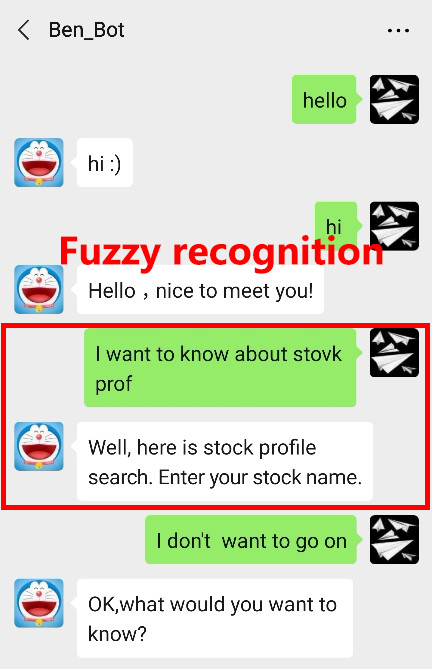 Ben_Bot
hello
hi :)
hi
Fuzzy recognition
Hello，nice to meet you!
I want to know about stovk
prof
Well, here is stock profile
search. Enter your stock name.
I don't  want to go on
OK,what would you want to
know?